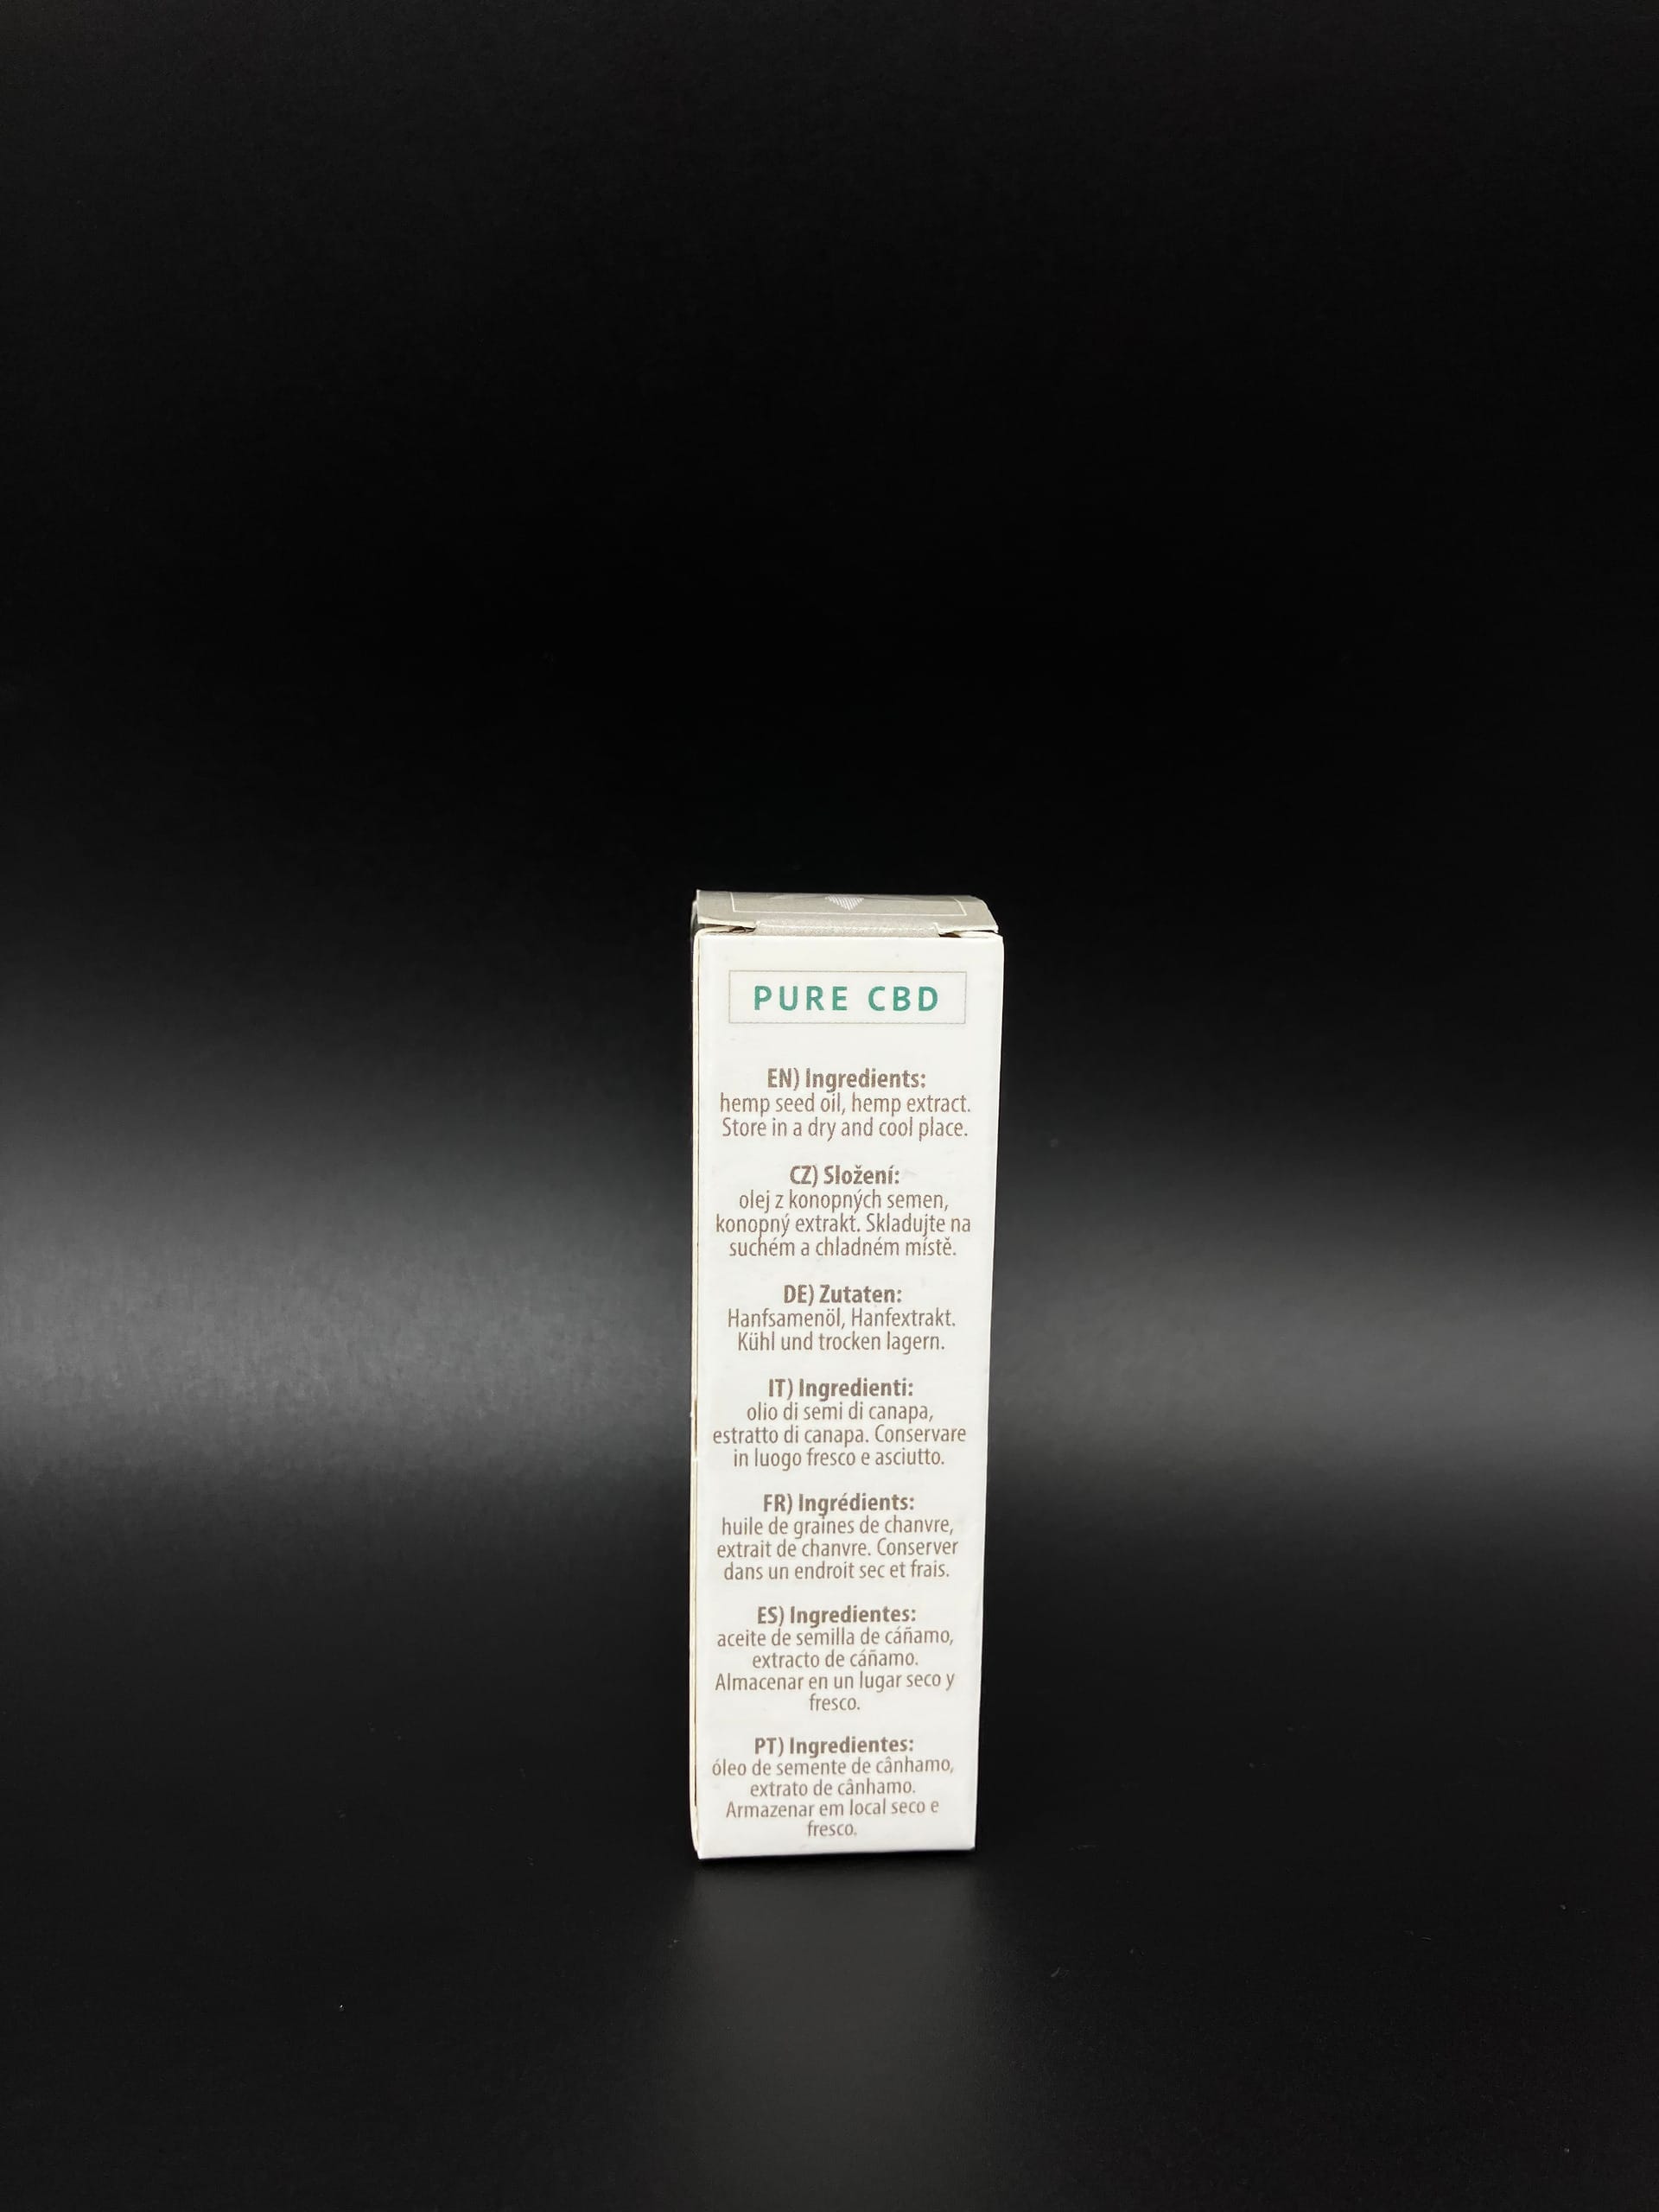 PURE CBD
EN) Ingredients:
hemp seed oil, hemp extract.
Store in a dry and cool place.
CZ) Složení:
olej z konopných semen,
konopný extrakt. Skladujte na
suchém a chladném místě.
DE) Zutaten:
Hanfsamenöl, Hanfextrakt.
Kühl und trocken lagern.
IT) Ingredienti:
olio di semi di canapa,
estratto di canapa. Conservare
in luogo fresco e asciutto.
FR) Ingrédients:
huile de graines de chanvre,
extrait de chanvre. Conserver
dans un endroit sec et frais.
ES) Ingredientes:
aceite de semilla de cáñamo,
extracto de cáñamo.
Almacenar en un lugar seco y
fresco.
PT) Ingredientes:
óleo de semente de cânhamo,
extrato de cânhamo.
Armazenar em local seco e
fresco.